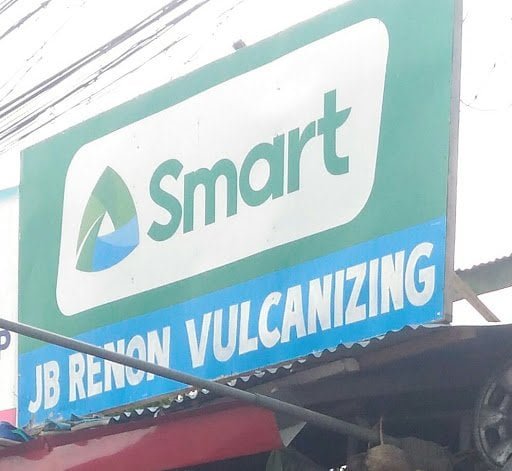 Smart
JB RENON VULCANIZING